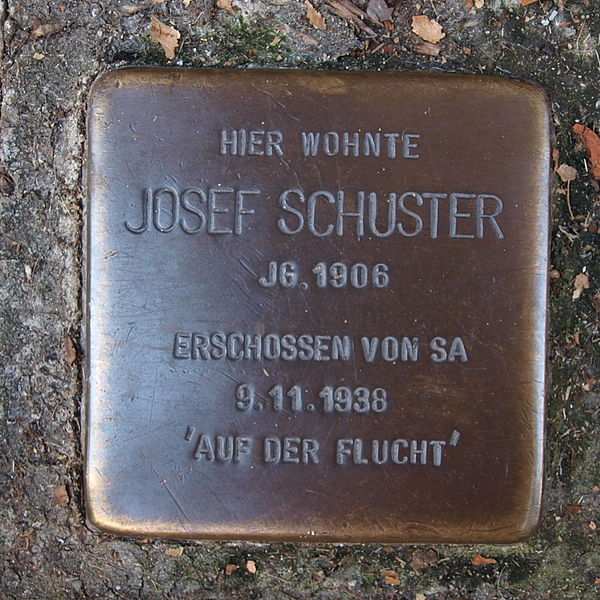 HIER WOHNTE
JOSEF SCHUSTER
JG. 1906
ERSCHOSSEN VON SA
9.11.1938
'AUF DER FLUCHT'